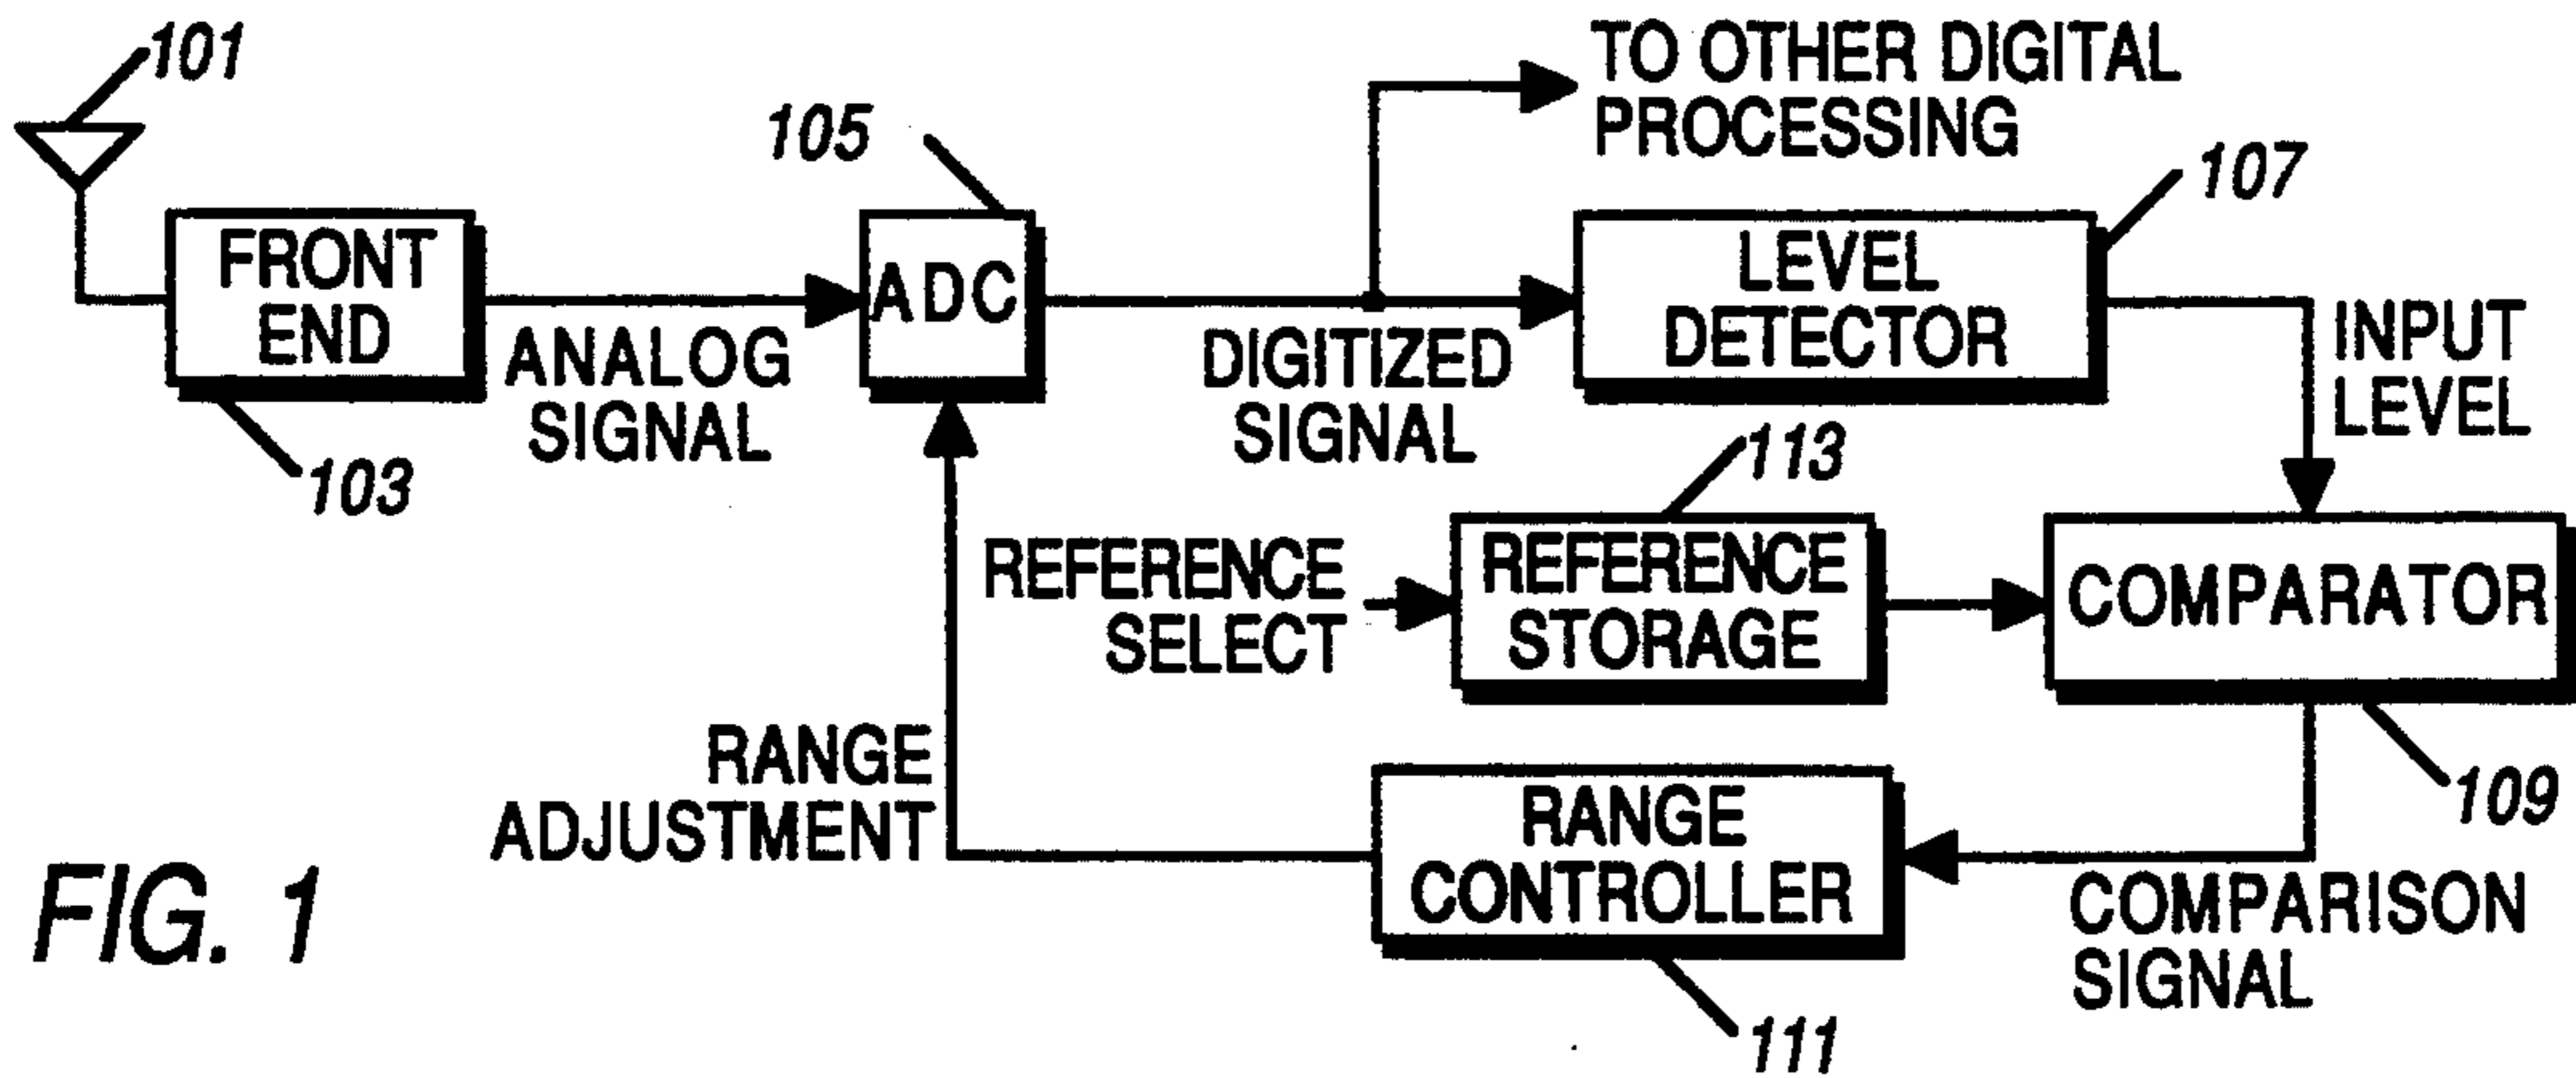 101
TO OTHER DIGITAL
PROCESSING
105
107
FRONT
END
ADC
LEVEL
DETECTOR
ANALOG
SIGNAL
DIGITIZED
SIGNAL
INPUT
LEVEL
103
113
REFERENCE
SELECT
REFERENCE
STORAGE
COMPARATOR
RANGE
ADJUSTMENT
RANGE
CONTROLLER
109
COMPARISON
SIGNAL
FIG. 1
111